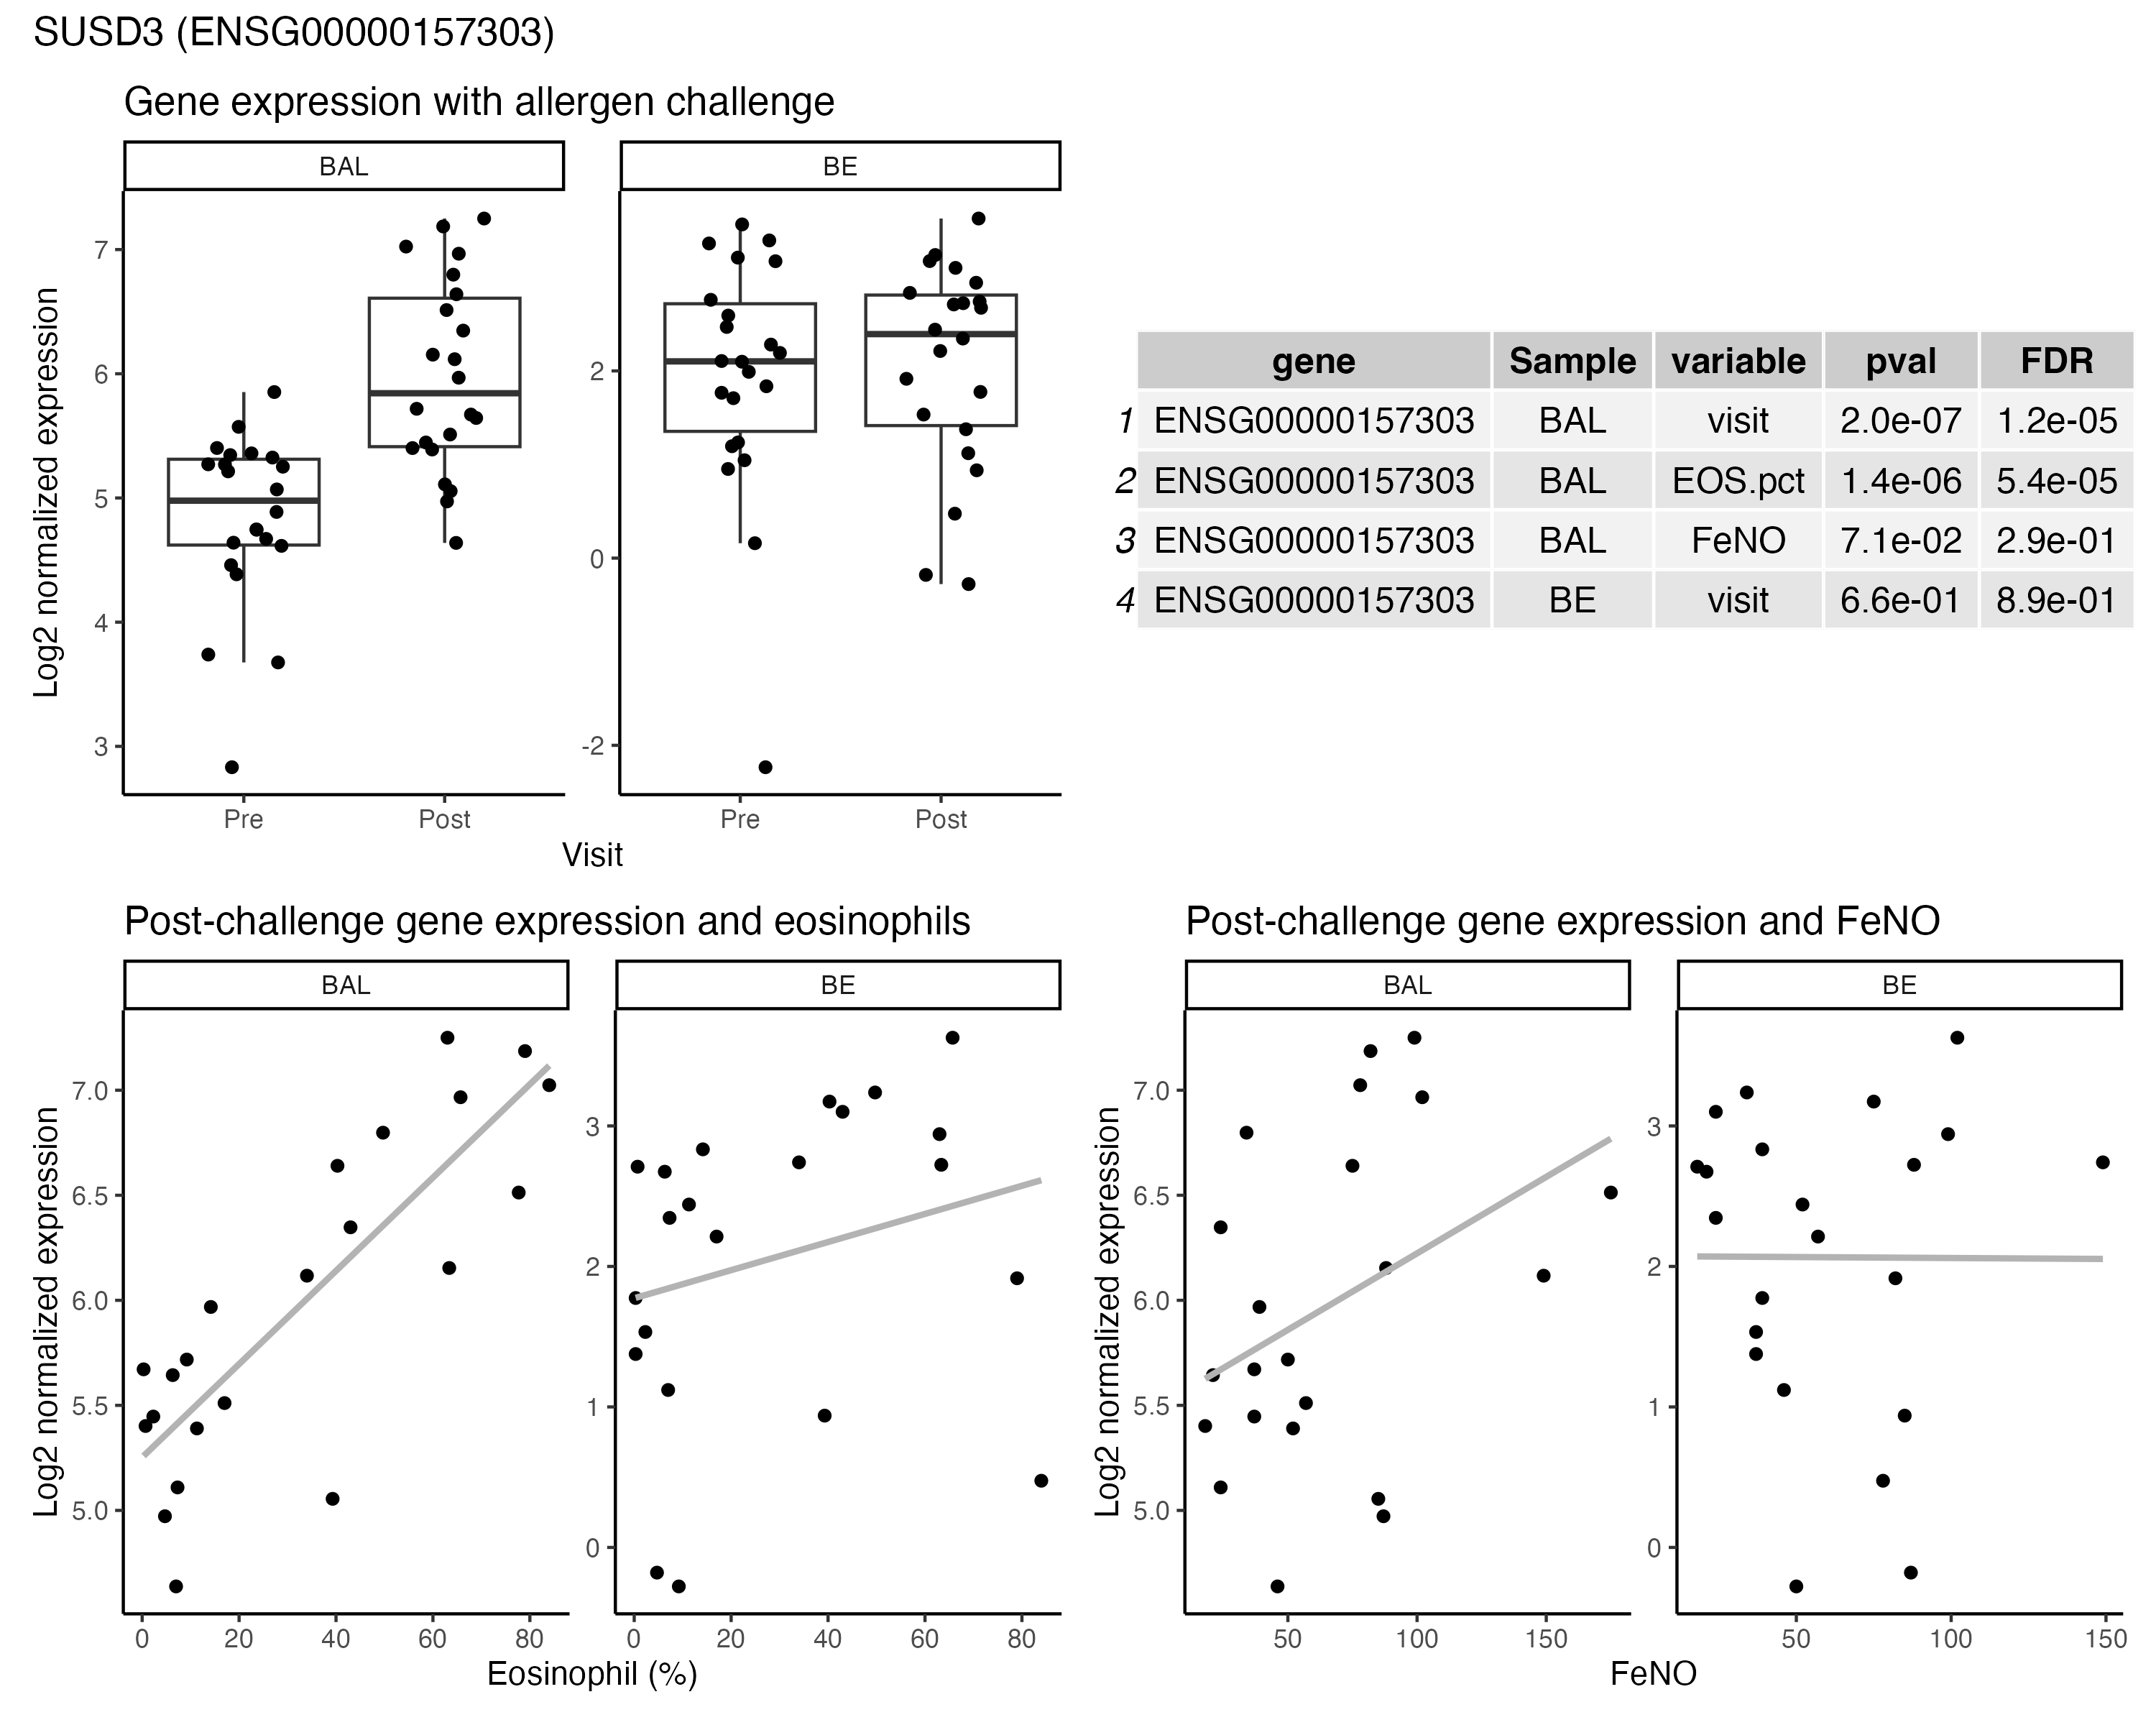 SUSD3 (ENSG00000157303)
Gene expression with allergen challenge
BAL BE
Log2 normalized expression
7
6
5
4
3
2
0
-2
Pre Post Pre Post
Visit
gene Sample variable pval FDR
1 ENSG00000157303 BAL visit 2.0e-07 1.2e-05
2 ENSG00000157303 BAL EOS.pct 1.4e-06 5.4e-05
3 ENSG00000157303 BAL FeNO 7.1e-02 2.9e-01
4 ENSG00000157303 BE visit 6.6e-01 8.9e-01
Post-challenge gene expression and eosinophils
BAL BE
Log2 normalized expression
7.0
6.5
6.0
5.5
5.0
3
2
1
0
0 20 40 60 80 0 20 40 60 80
Eosinophil (%)
Post-challenge gene expression and FeNO
BAL BE
Log2 normalized expression
7.0
6.5
6.0
5.5
5.0
3
2
1
0
50 100 150 50 100 150
FeNO